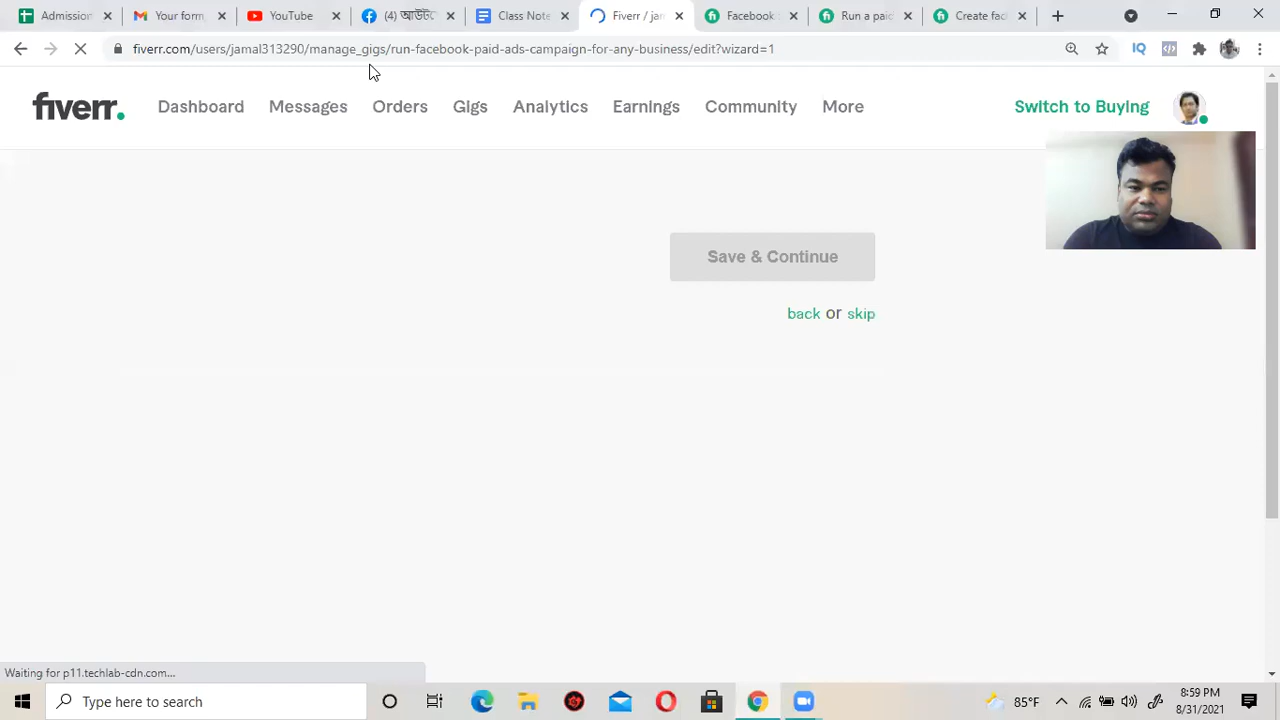 Admission
Your form
YouTube
(4)
Class Note
Fiverr / jam
Facebook
Run a paid
Create fac
fiverr.com/users/jamal313290/manage_gigs/run-facebook-paid-ads-campaign-for-any-business/edit?wizard=1
IQ
fiverr. Dashboard Messages Orders Gigs Analytics Earnings Community More Switch to Buying
Save & Continue
back or skip
Waiting for p11.techlab-cdn.com...
Type here to search
85°F
8:59 PM
8/31/2021